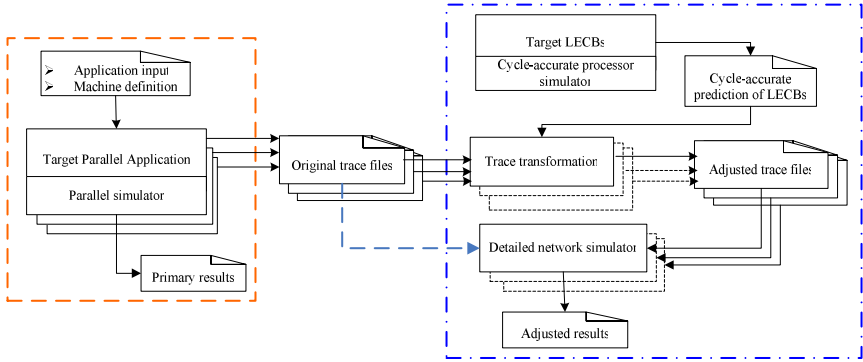 ➢ Application input
➢ Machine definition
Target Parallel Application
Parallel simulator
Primary results
Original trace files
Target LECBs
Cycle-accurate processor
simulator
Cycle-accurate
prediction of LECBs
Trace transformation
Adjusted trace files
Detailed network simulator
Adjusted results